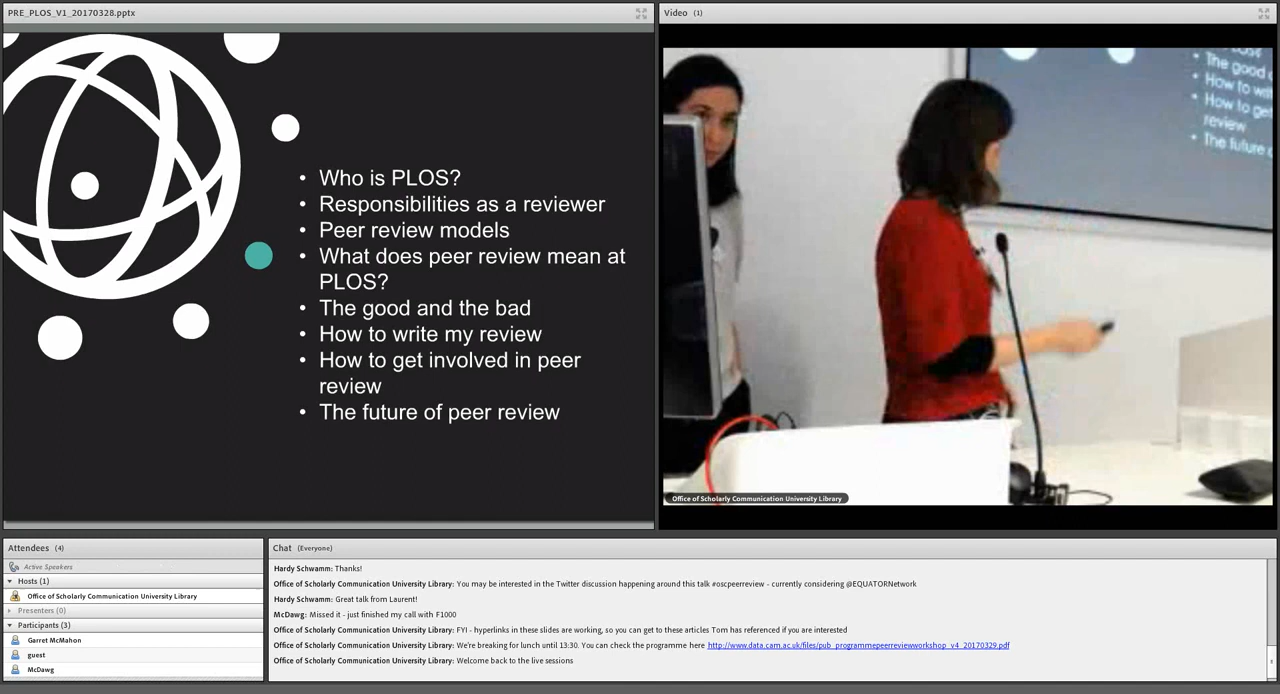 PRE_PLOS_V1_20170328.pptx
• Who is PLOS?
• Responsibilities as a reviewer
• Peer review models
• What does peer review mean at
PLOS?
• The good and the bad
• How to write my review
• How to get involved in peer
review
• The future of peer review
Video (1)
• The good
• How to
• How to
review
• The future
Office of Scholarly Communication University Library
Attendees (4)
Active Speakers
Hosts (1)
Office of Scholarly Communication University Library
Presenters (0)
Participants (3)
Garret McMahon
guest
McDawg
Chat (Everyone)
Hardy Schwamm: Thanks!
Office of Scholarly Communication University Library: You may be interested in the Twitter discussion happening around this talk #oscpeerreview - currently considering @EQUATORNetwork
Hardy Schwamm: Great talk from Laurent!
McDawg: Missed it - just finished my call with F1000
Office of Scholarly Communication University Library: FYI - hyperlinks in these slides are working, so you can get to these articles Tom has referenced if you are interested
Office of Scholarly Communication University Library: We're breaking for lunch until 13:30. You can check the programme here http://www.data.cam.ac.uk/files/pub_programmepeerreviewworkshop_v4_20170329.pdf
Office of Scholarly Communication University Library: Welcome back to the live sessions